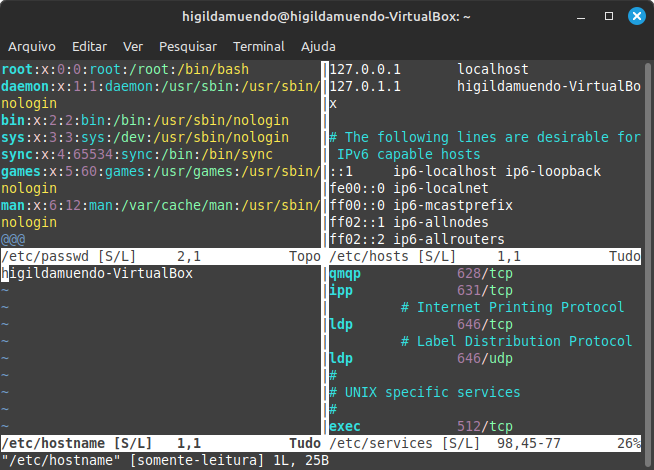 higildamuendo@higildamuendo-VirtualBox: ~
Arquivo Editar Ver Pesquisar Terminal Ajuda
root:x:0:0:root:/root:/bin/bash
daemon:x:1:1:daemon:/usr/sbin:/usr/sbin/
nologin
bin:x:2:2:bin:/bin:/usr/sbin/nologin
sys:x:3:3:sys:/dev:/usr/sbin/nologin
sync:x:4:65534:sync:/bin:/bin/sync
games:x:5:60:games:/usr/games:/usr/sbin/
nologin
man:x:6:12:man:/var/cache/man:/usr/sbin/
nologin
@@@
/etc/passwd [S/L] 2,1 Topo
127.0.0.1 localhost
127.0.1.1 higildamuendo-VirtualBo
x
# The following lines are desirable for
IPv6 capable hosts
::1 ip6-localhost ip6-loopback
fe00::0 ip6-localnet
ff00::0 ip6-mcastprefix
ff02::1 ip6-allnodes
ff02::2 ip6-allrouters
/etc/hosts [S/L] 1,1 Tudo
higildamuendo-VirtualBox
~
~
~
~
~
~
~
~
~
/etc/hostname [S/L] 1,1 Tudo
qmqp 628/tcp
ipp 631/tcp
# Internet Printing Protocol
ldp 646/tcp
# Label Distribution Protocol
ldp 646/udp
#
# UNIX specific services
#
exec 512/tcp
/etc/services [S/L] 98,45-77 26%
"/etc/hostname" [somente-leitura] 1L, 25B